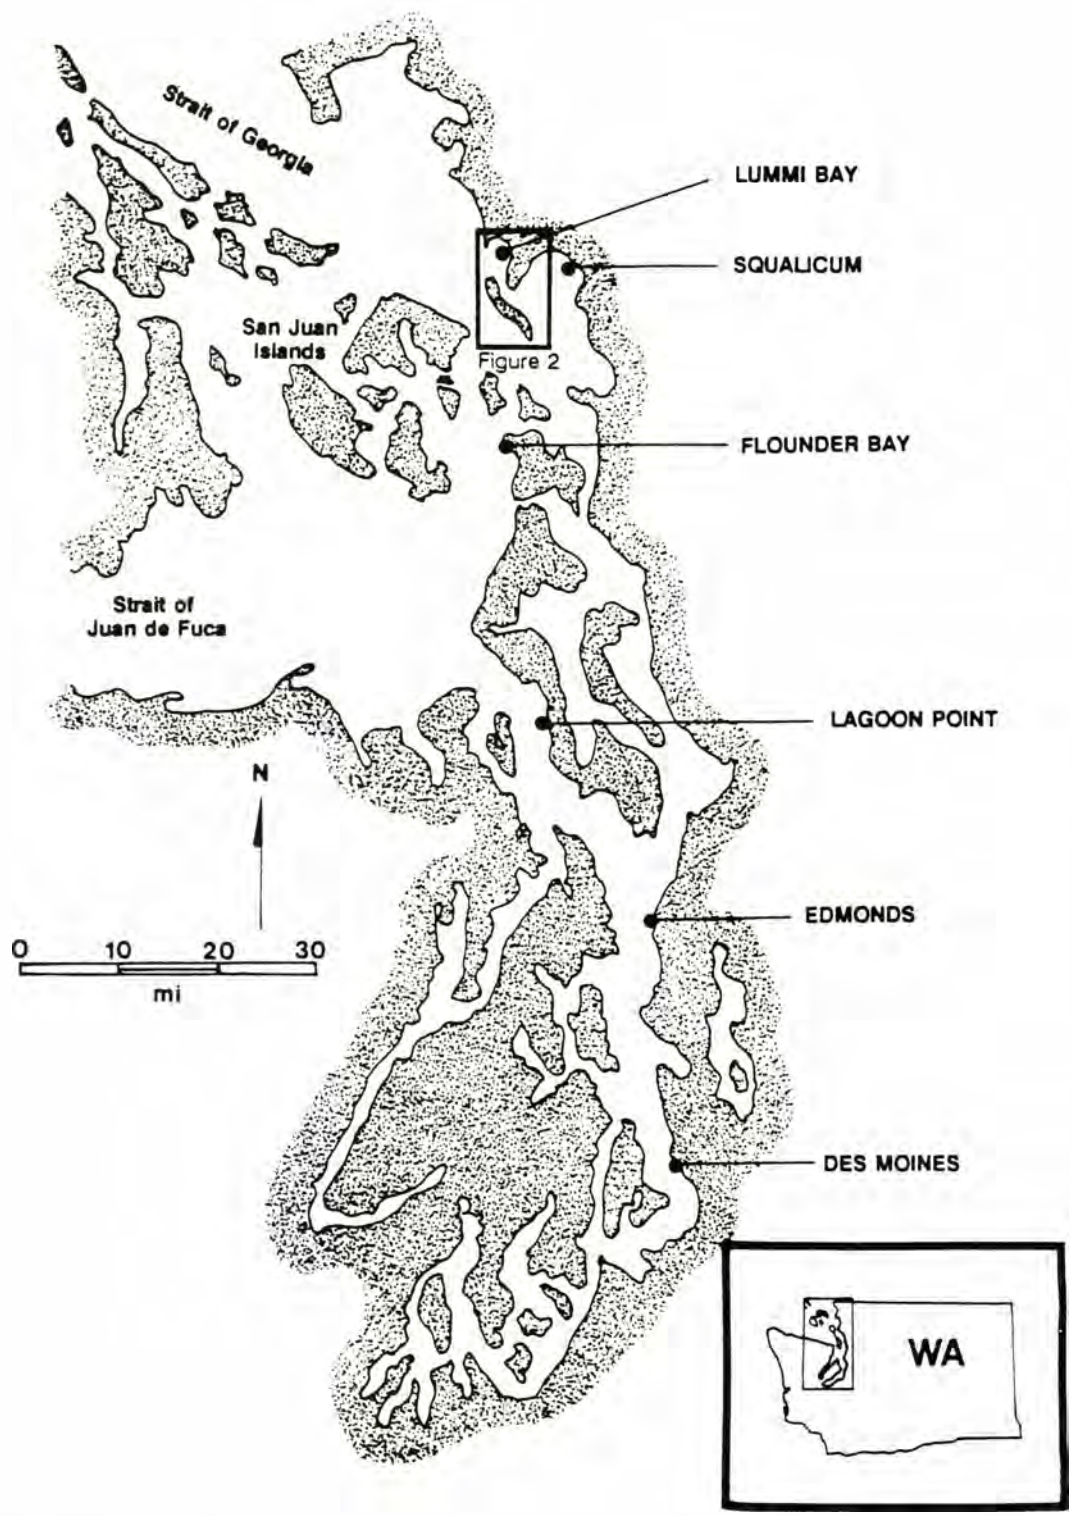 Strait of Georgia
LUMMI BAY
SQUALICUM
San Juan
Islands
Figure 2
FLOUNDER BAY
Strait of
Juan de Fuca
LAGOON POINT
N
EDMONDS
0 10 20 30
mi
DES MOINES
WA